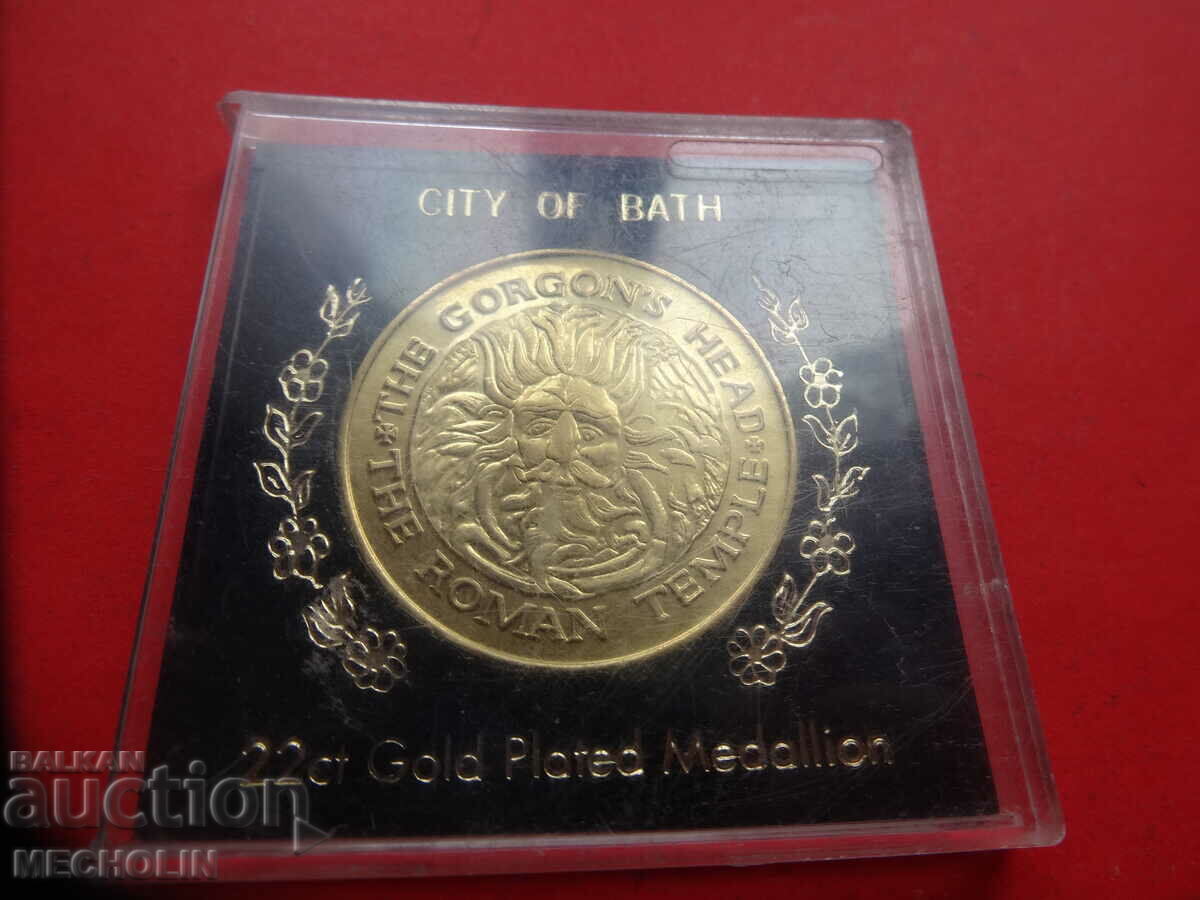 CITY OF BATH
THE GORGON'S HEAD
THE ROMAN TEMPLE
22ct Gold Plated Medallion
BALKAN
auction
MECHOLIN